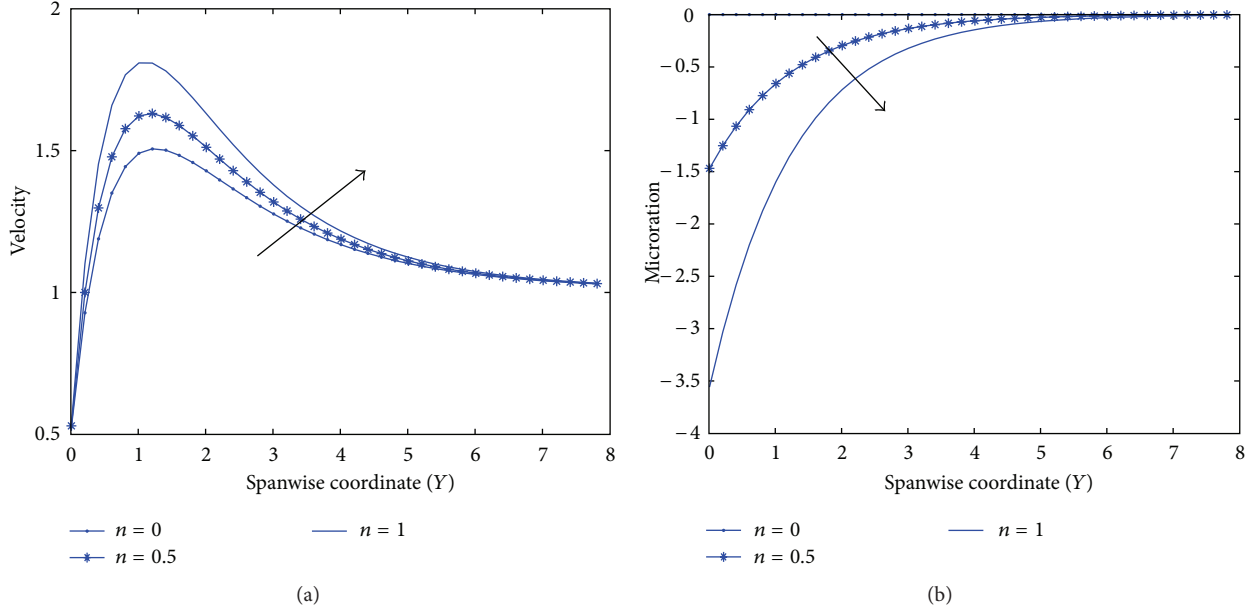 2
1.5
1
0.5
Velocity
0 1 2 3 4 5 6 7 8
Spanwise coordinate (Y)
n = 0
n = 1
n = 0.5
(a)
0
−0.5
−1
−1.5
−2
−2.5
−3
−3.5
−4
Microration
0 1 2 3 4 5 6 7 8
Spanwise coordinate (Y)
n = 0
n = 1
n = 0.5
(b)